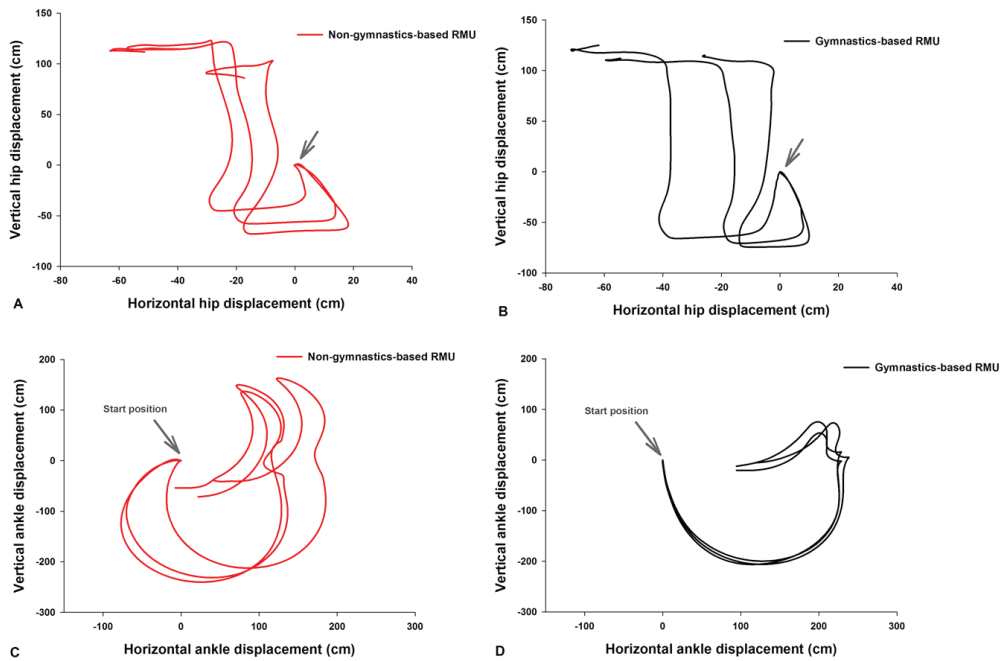 150
100
50
0
-50
-100
-80
-60
-40
-20
0
20
40
Vertical hip displacement (cm)
Horizontal hip displacement (cm)
Non-gymnastics-based RMU
A
150
100
50
0
-50
-100
-80
-60
-40
-20
0
20
40
Vertical hip displacement (cm)
Horizontal hip displacement (cm)
Gymnastics-based RMU
B
200
100
0
-100
-200
-300
-100
0
100
200
300
Vertical ankle displacement (cm)
Horizontal ankle displacement (cm)
Non-gymnastics-based RMU
Start position
C
200
100
0
-100
-200
-300
-100
0
100
200
300
Vertical ankle displacement (cm)
Horizontal ankle displacement (cm)
Gymnastics-based RMU
Start position
D